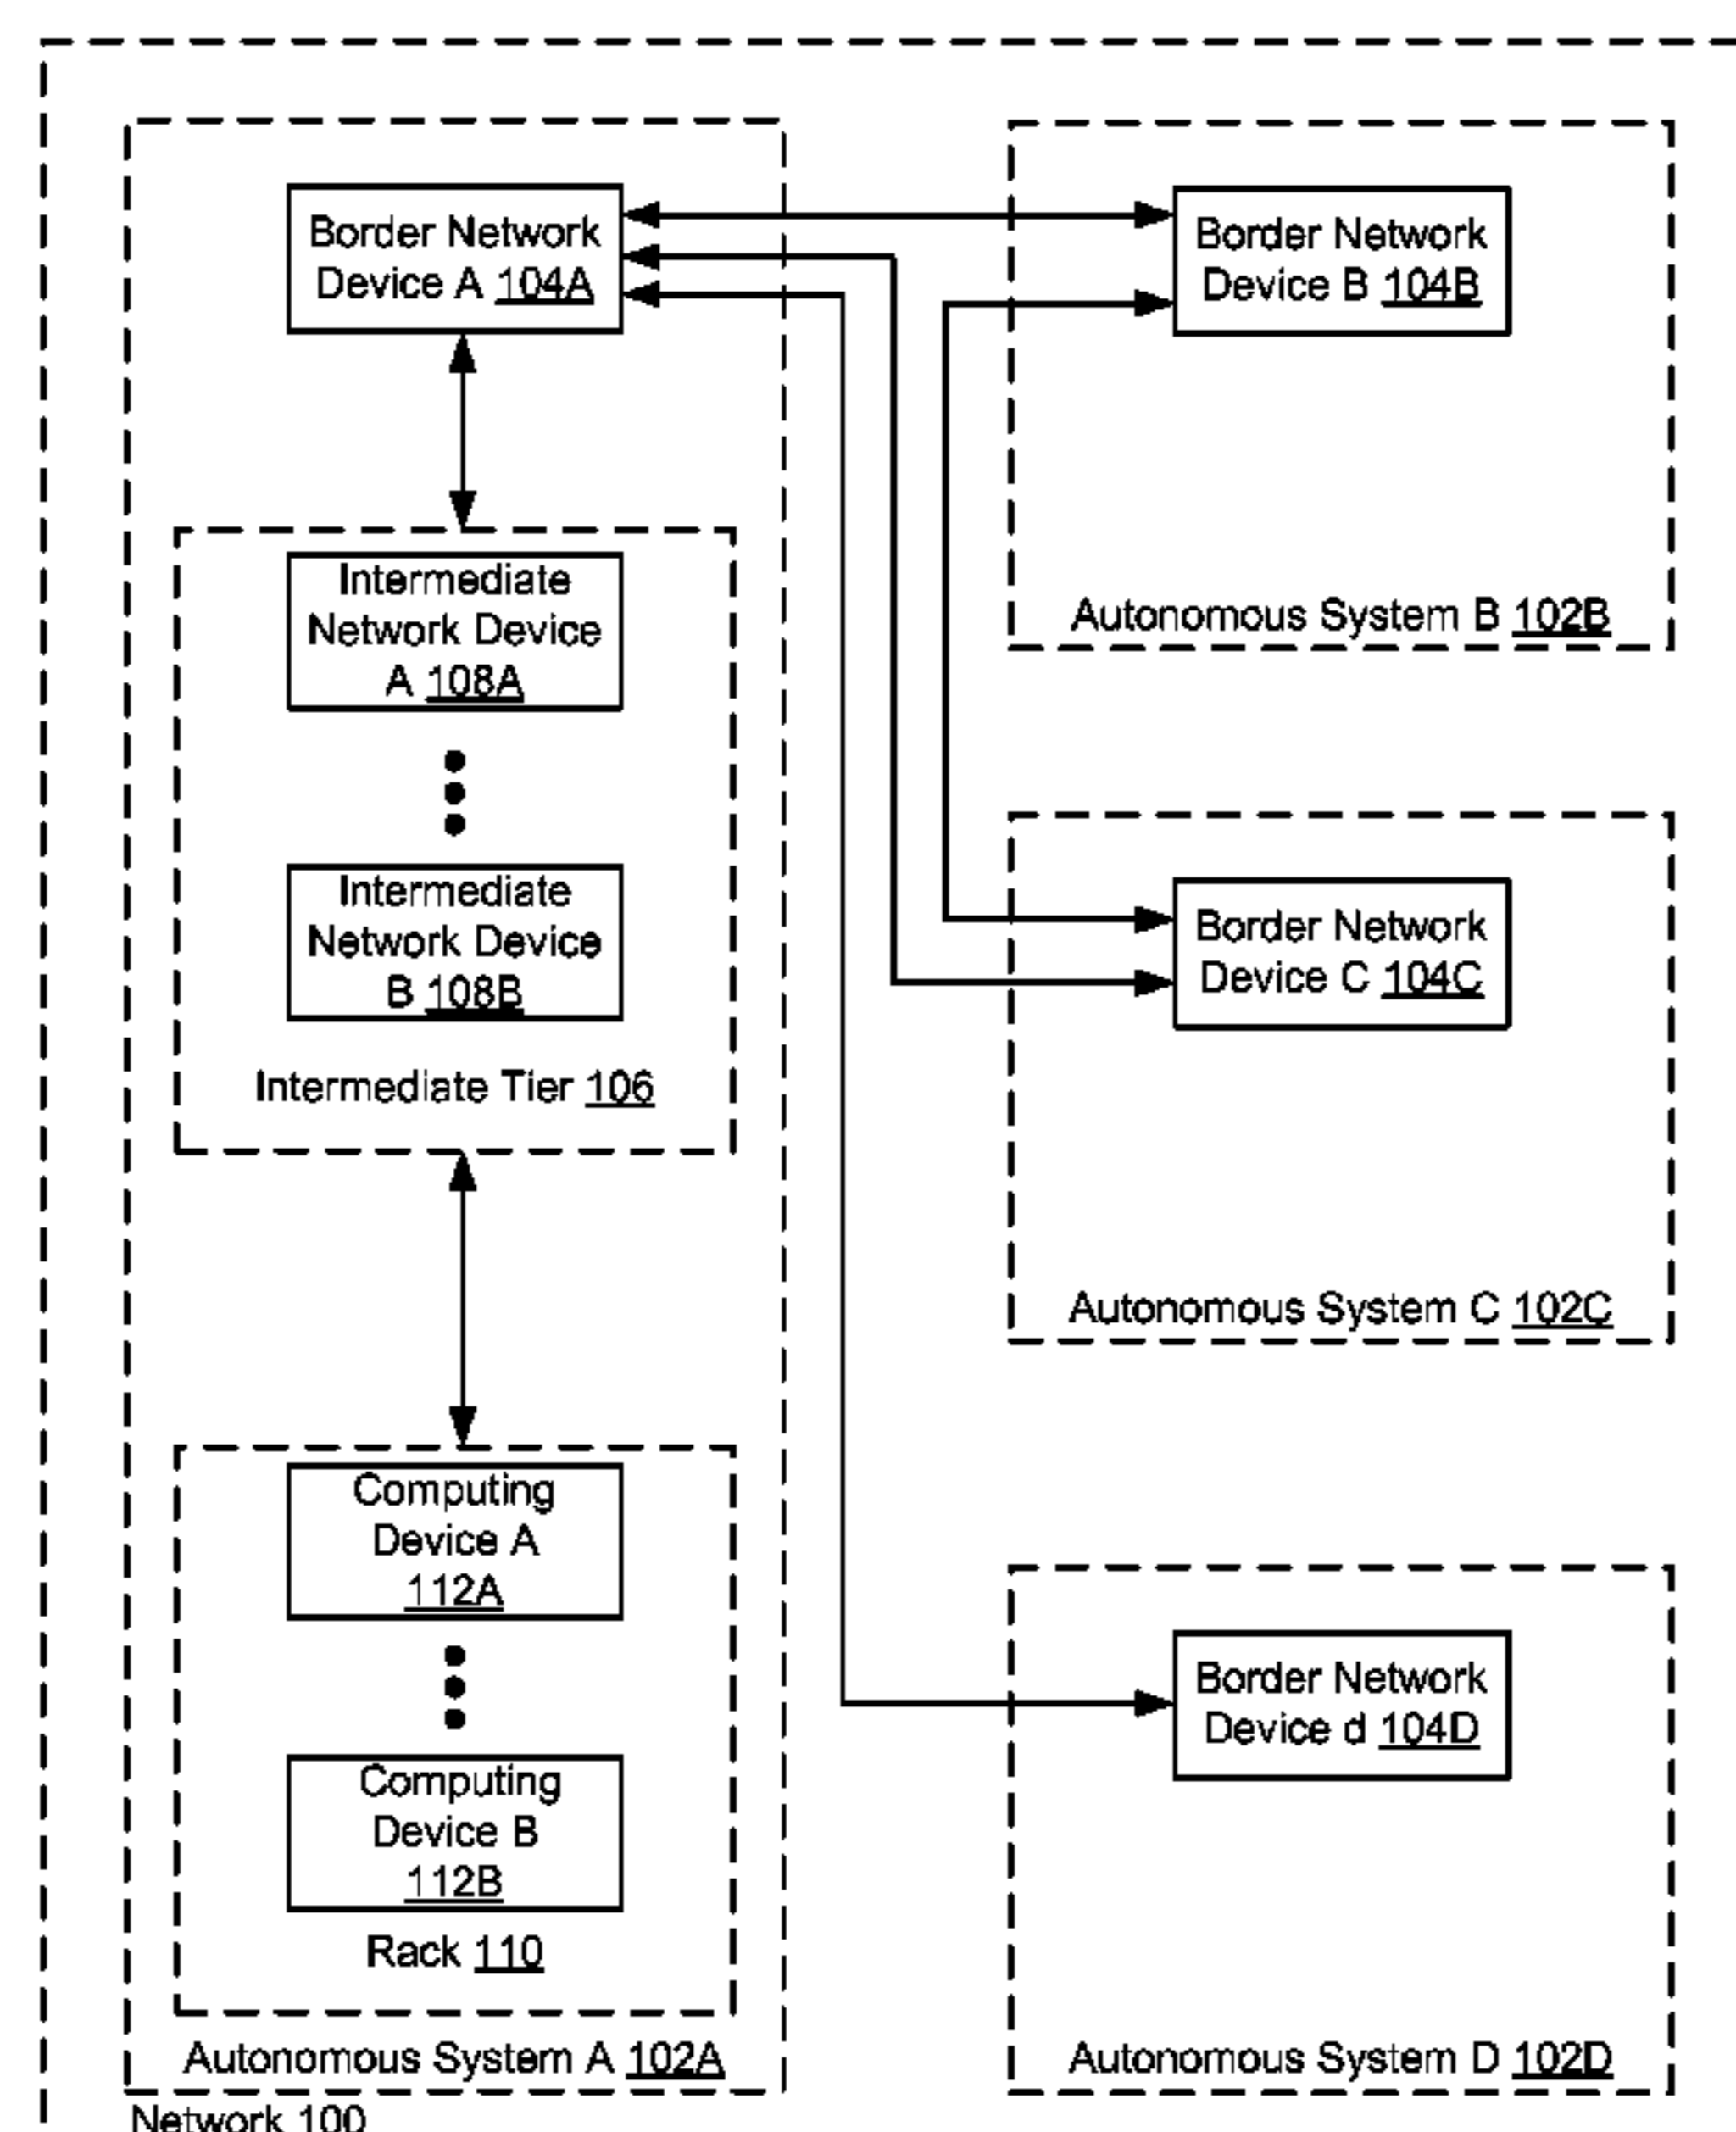 Border Network
Device A 104A
Border Network
Device B 104B
Intermediate
Network Device
A 108A
Autonomous System B 102B
Intermediate
Network Device
B 108B
Intermediate Tier 106
Border Network
Device C 104C
Autonomous System C 102C
Computing
Device A
112A
Computing
Device B
112B
Rack 110
Border Network
Device d 104D
Autonomous System A 102A
Autonomous System D 102D
Network 100